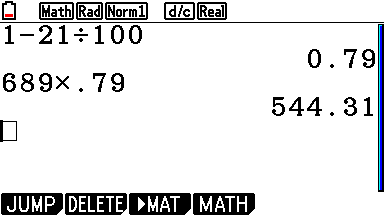 Math Rad Norm1 d/c Real
1-21÷100
0.79
689×.79
544.31
JUMP DELETE ▶MAT MATH